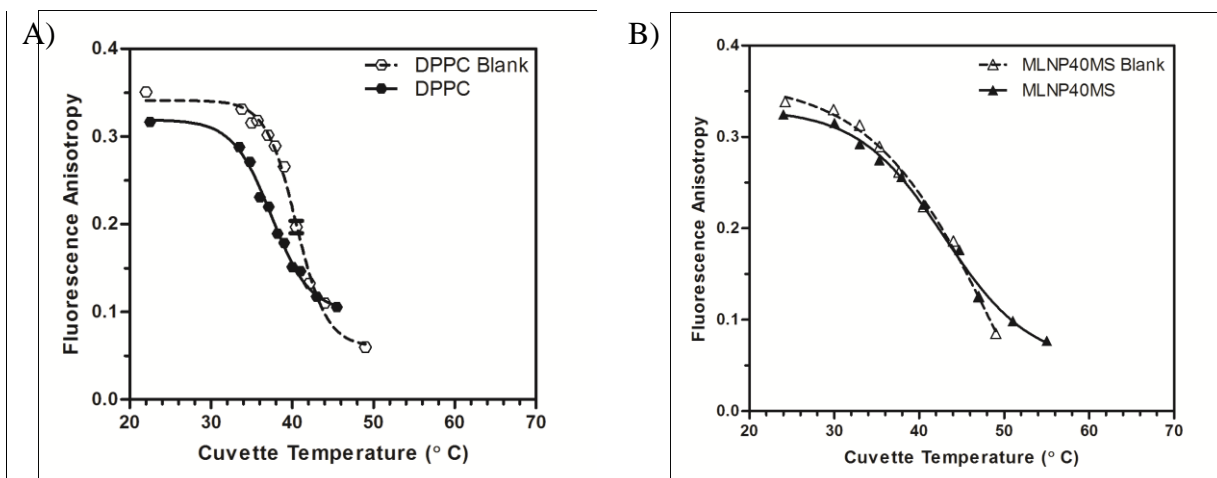 A)
0.4
0.3
0.2
0.1
0.0
Fluorescence Anisotropy
DPPC Blank
DPPC
20 30 40 50 60 70
Cuvette Temperature (° C)
B)
0.4
0.3
0.2
0.1
0.0
Fluorescence Anisotropy
MLNP40MS Blank
MLNP40MS
20 30 40 50 60 70
Cuvette Temperature (° C)